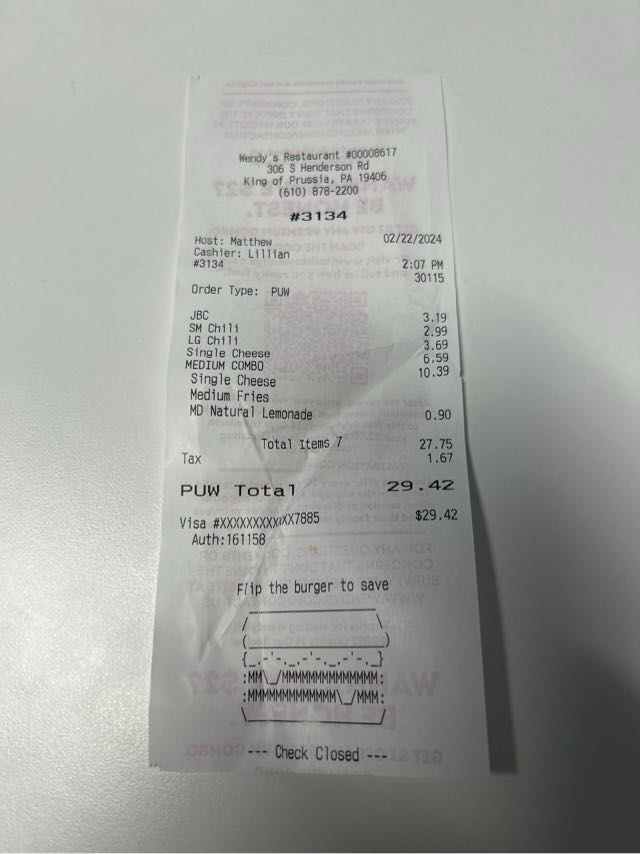 Wendy's Restaurant #00008617
306 S Henderson Rd
King of Prussia, PA 19406
(610) 878-2200
#3134
Host: Matthew 02/22/2024
Cashier: Lillian
#3134 2:07 PM
30115
Order Type: PUW
JBC 3.19
SM Chili 2.99
LG Chili 3.69
Single Cheese 6.59
MEDIUM COMBO 10.39
Single Cheese
Medium Fries
MD Natural Lemonade 0.90
Total Items 7 27.75
Tax 1.67
PUW Total 29.42
Visa #XXXXXXXXXXXX7885 $29.42
Auth:161158
Flip the burger to save
--- Check Closed ---